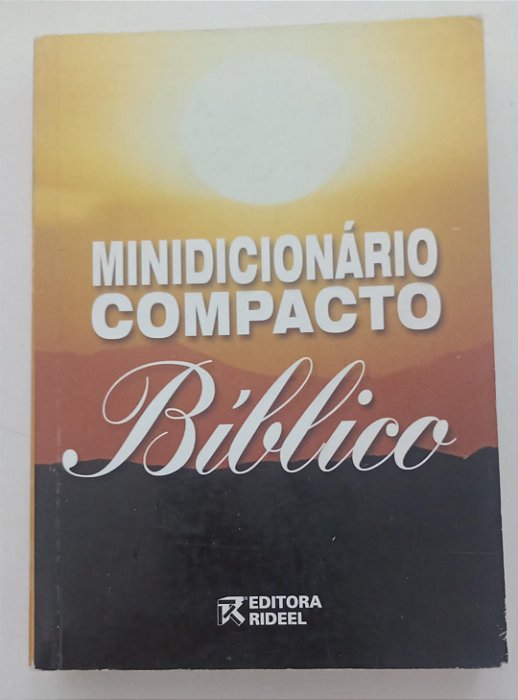 MINIDICIONÁRIO
COMPACTO
Bíblico
EDITORA
RIDEEL